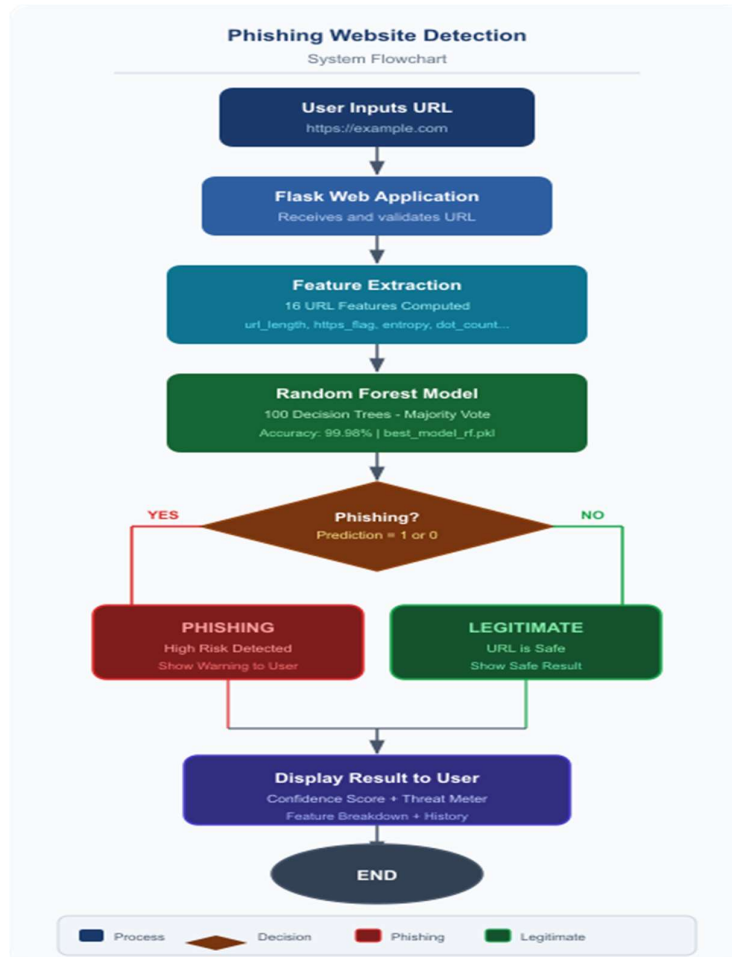 Phishing Website Detection
System Flowchart
User Inputs URL
https://example.com
Flask Web Application
Receives and validates URL
Feature Extraction
16 URL Features Computed
url_length, https_flag, entropy, dot_count...
Random Forest Model
100 Decision Trees - Majority Vote
Accuracy: 99.98% | best_model_rf.pkl
YES
Phishing?
NO
Prediction = 1 or 0
PHISHING
High Risk Detected
Show Warning to User
LEGITIMATE
URL is Safe
Show Safe Result
Display Result to User
Confidence Score + Threat Meter
Feature Breakdown + History
END
Process
Decision
Phishing
Legitimate